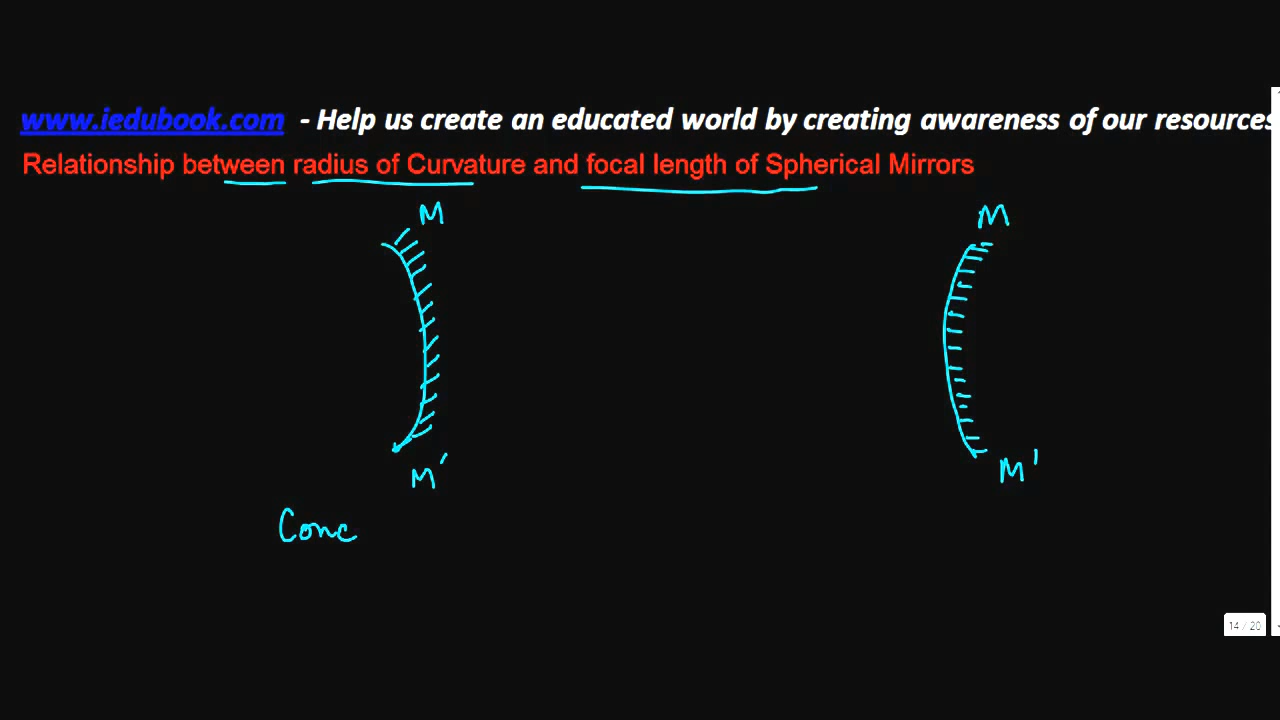 www.iedubook.com - Help us create an educated world by creating awareness of our resources
Relationship between radius of Curvature and focal length of Spherical Mirrors
M M
M' M'
Conc
14 / 20